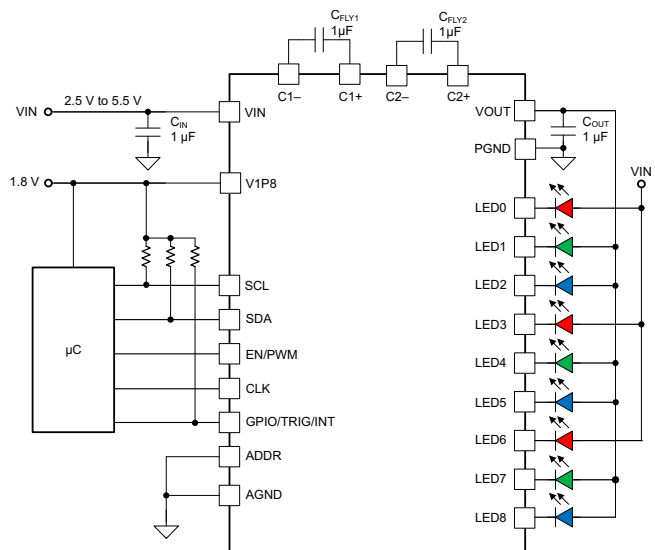 CFLY1
1µF
CFLY2
1µF
C1–
C1+
C2–
C2+
VIN
2.5 V to 5.5 V
VIN
CIN
1 µF
VOUT
COUT
1 µF
PGND
VIN
1.8 V
V1P8
LED0
LED1
LED2
LED3
LED4
LED5
LED6
LED7
LED8
µC
SCL
SDA
EN/PWM
CLK
GPIO/TRIG/INT
ADDR
AGND